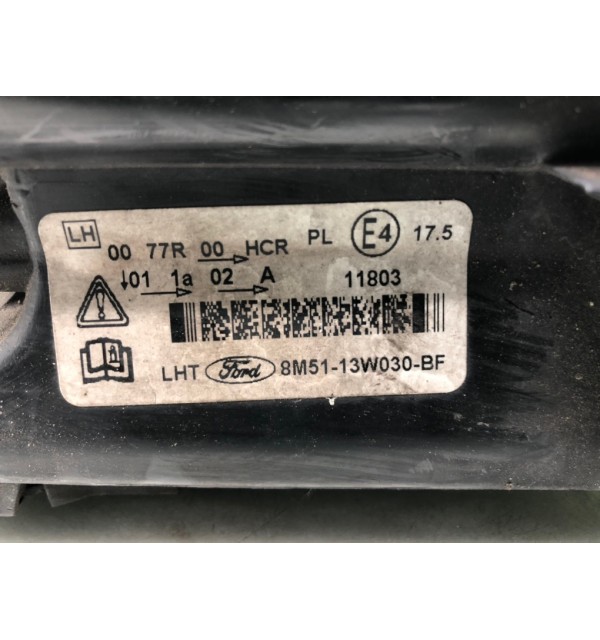 LH
00 77R 00 HCR PL E4 17.5
↓01 1a 02 A 11803
LHT Ford 8M51-13W030-BF